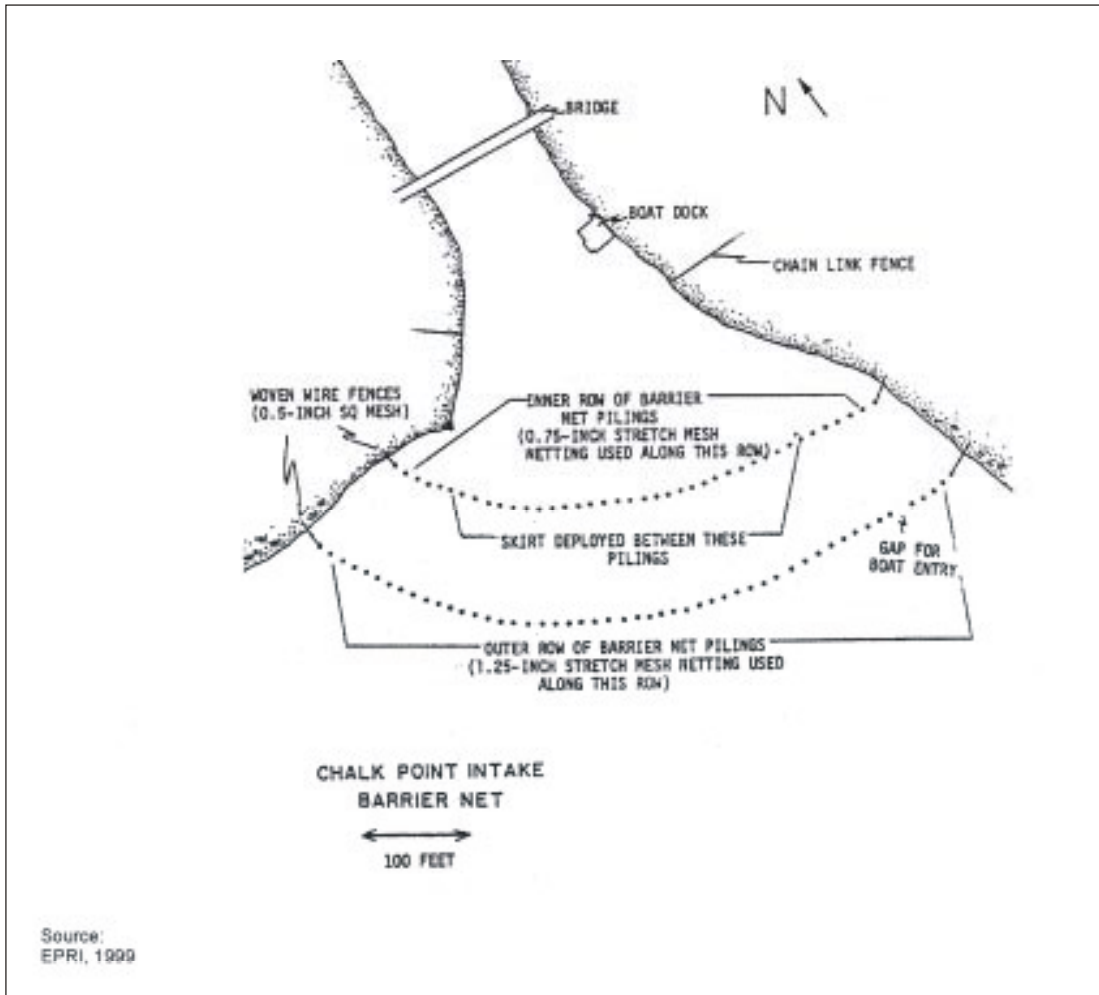 N
BRIDGE
BOAT DOCK
CHAIN LINK FENCE
WOVEN WIRE FENCES
(0.5-INCH SQ MESH)
INNER ROW OF BARRIER
NET PILINGS
(0.75-INCH STRETCH MESH
NETTING USED ALONG THIS ROW)
SKIRT DEPLOYED BETWEEN THESE
PILINGS
GAP FOR
BOAT ENTRY
OUTER ROW OF BARRIER NET PILINGS
(1.25-INCH STRETCH MESH NETTING USED
ALONG THIS ROW)
CHALK POINT INTAKE
BARRIER NET
100 FEET
Source:
EPRI, 1999